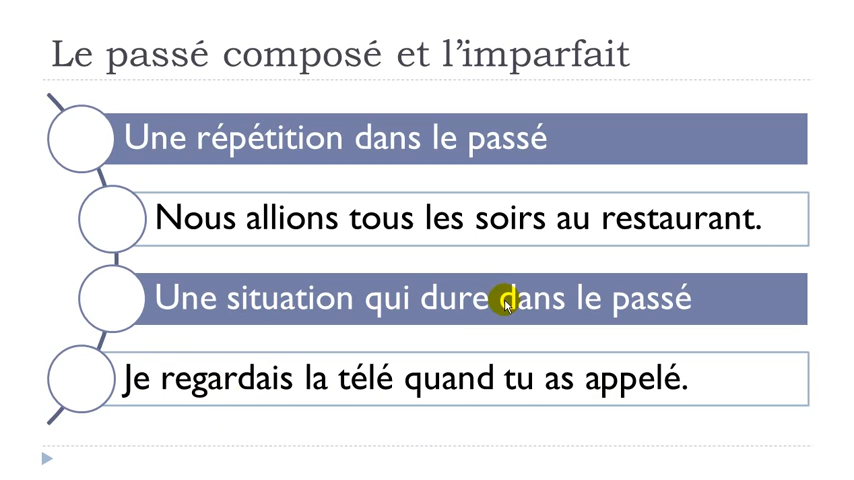 Le passé composé et l’imparfait
Une répétition dans le passé
Nous allions tous les soirs au restaurant.
Une situation qui dure dans le passé
Je regardais la télé quand tu as appelé.